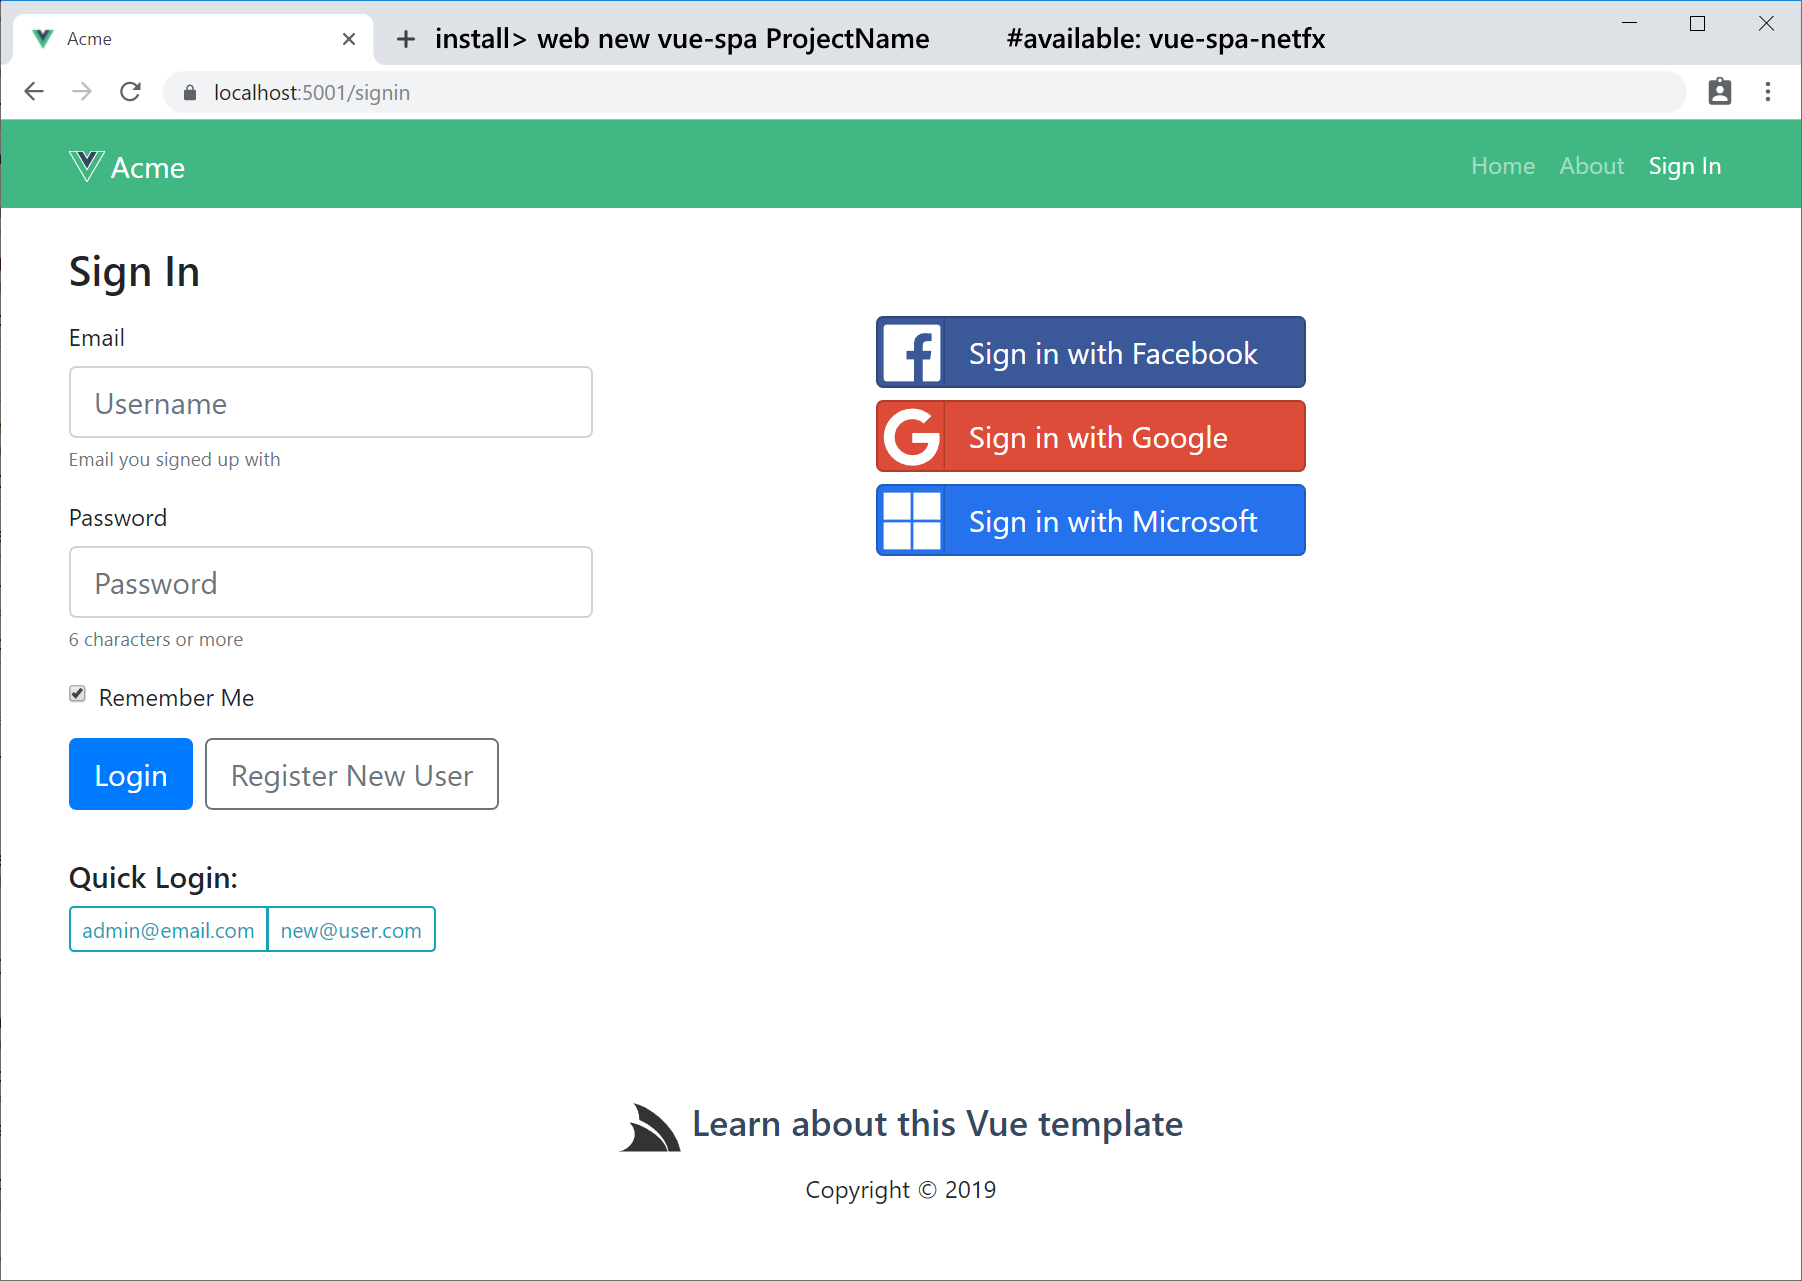 Acme
install> web new vue-spa ProjectName #available: vue-spa-netfx
localhost:5001/signin
Acme
Home About Sign In
Sign In
Email
Username
Email you signed up with
Password
Password
6 characters or more
Remember Me
Login Register New User
Quick Login:
admin@email.com new@user.com
Sign in with Facebook
Sign in with Google
Sign in with Microsoft
Learn about this Vue template
Copyright © 2019